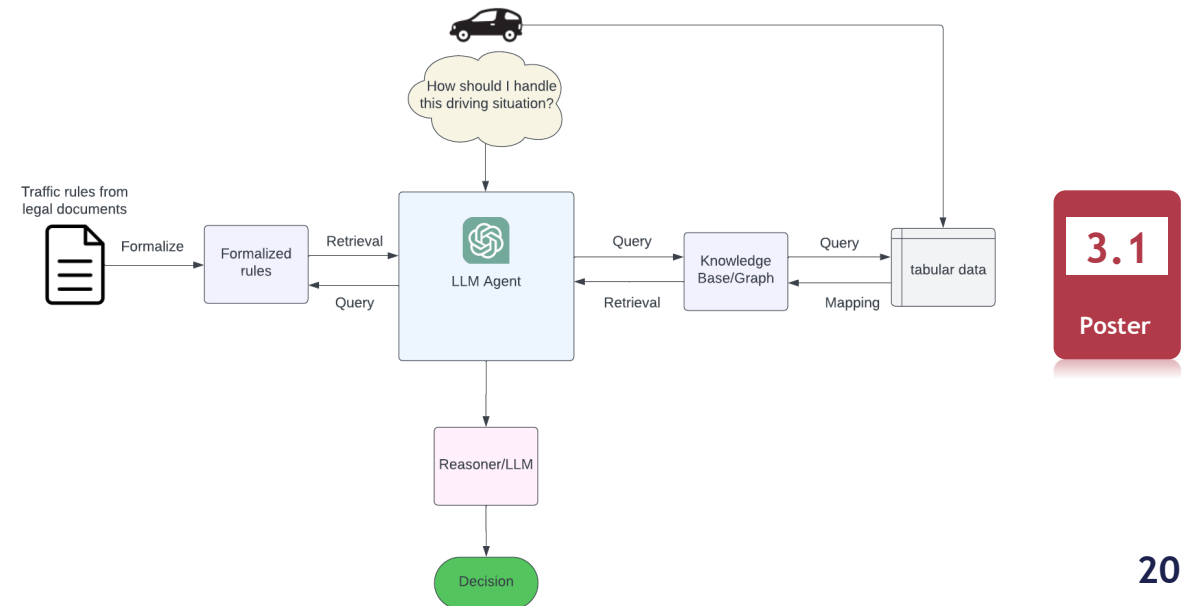 How should I handle
this driving situation?
Traffic rules from
legal documents
Formalize
Formalized
rules
Retrieval
Query
LLM Agent
Query
Retrieval
Knowledge
Base/Graph
Query
Mapping
tabular data
3.1
Poster
Reasoner/LLM
Decision
20